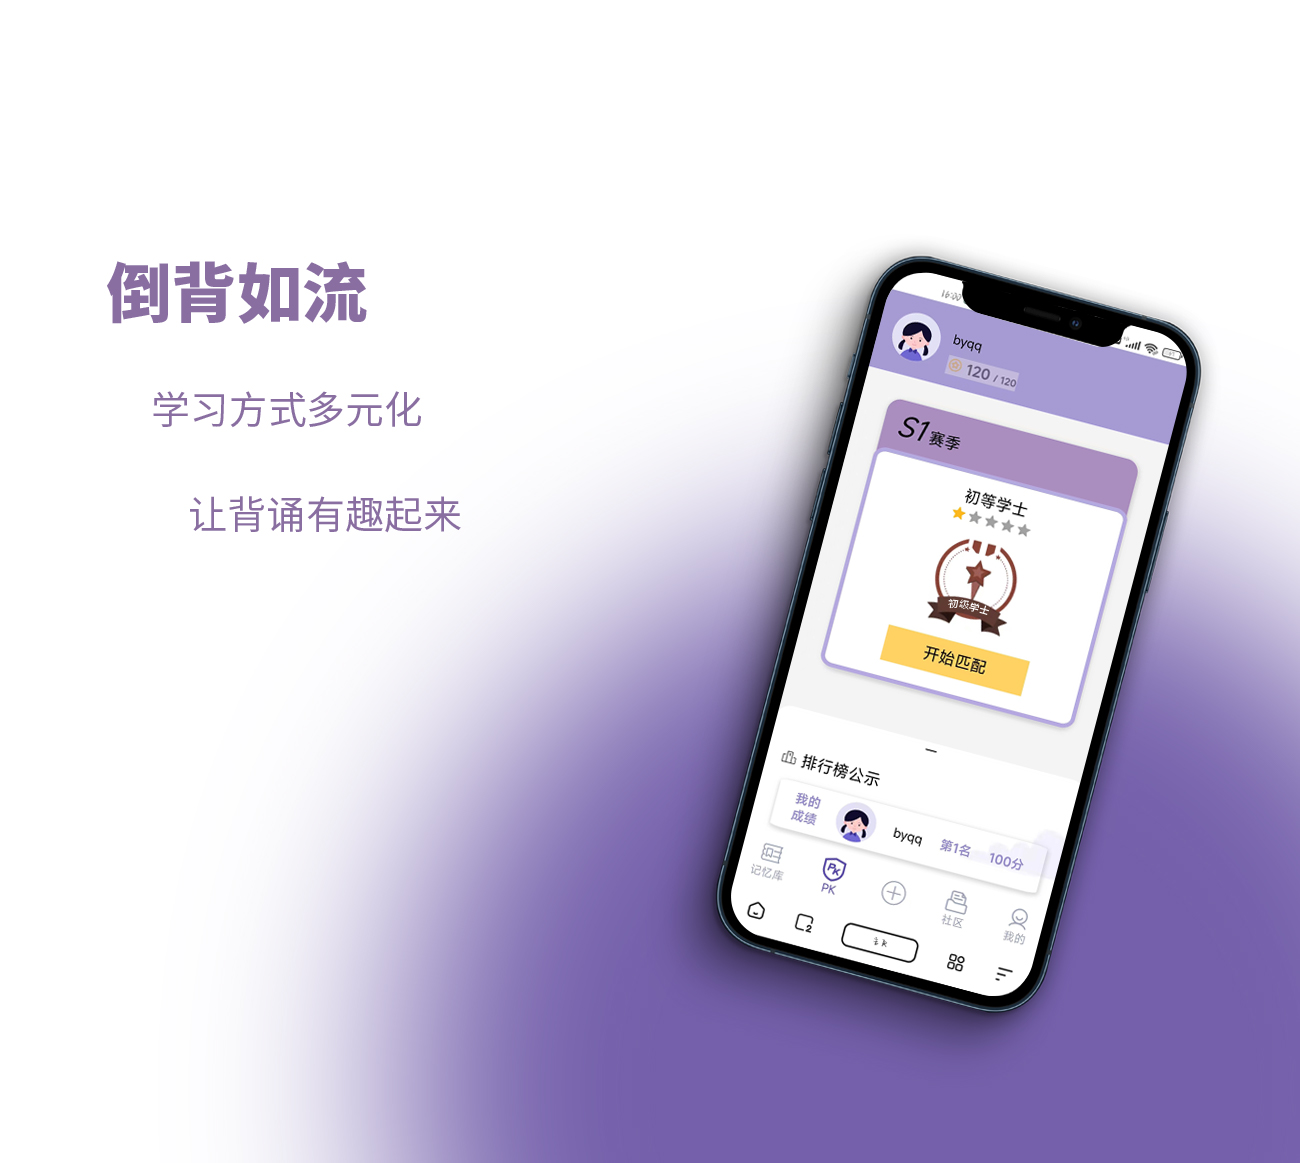 倒背如流
学习方式多元化
让背诵有趣起来
16:00
byqq
120 / 120
S1 赛季
初等学士
初级学士
开始匹配
排行榜公示
我的成绩 byqq 第1名 100分
记忆库 PK 社区 我的
2